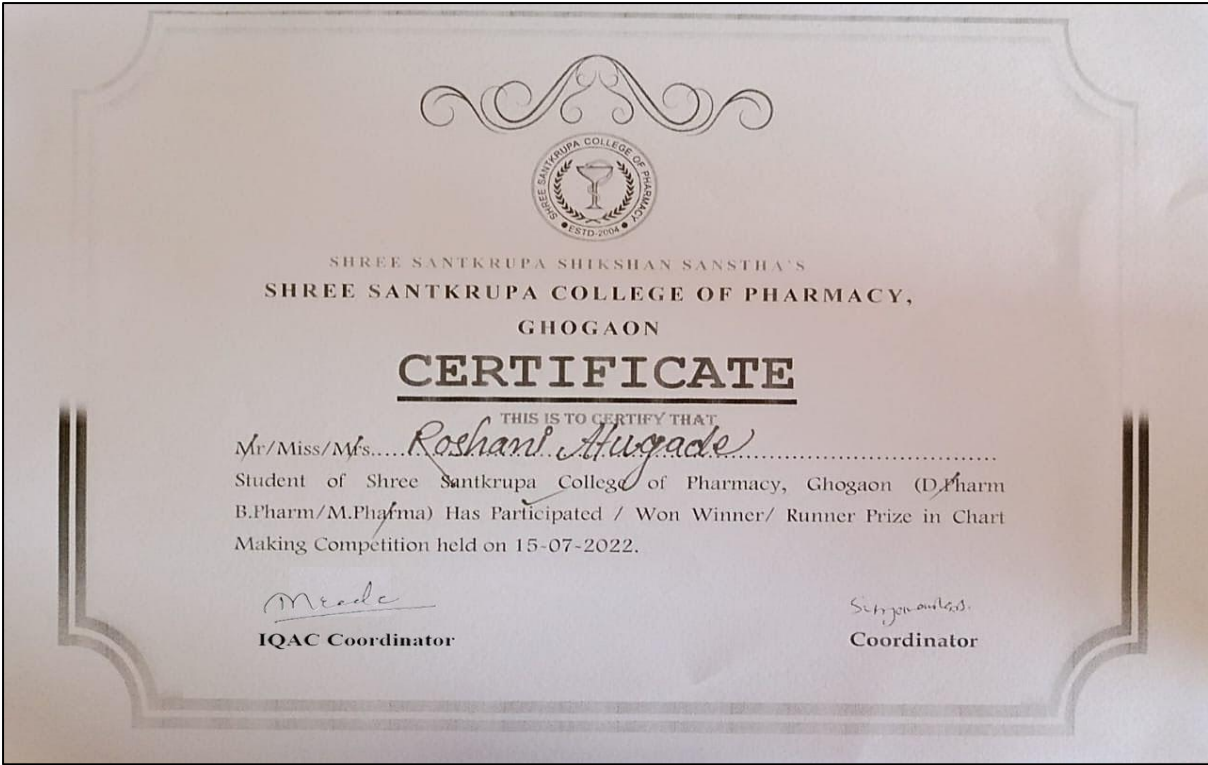 SHREE SANTKRUPA COLLEGE OF PHARMACY
ESTD-2004
SHREE SANTKRUPA SHIKSHAN SANSTHA'S
SHREE SANTKRUPA COLLEGE OF PHARMACY,
GHOGAON
CERTIFICATE
THIS IS TO CERTIFY THAT
Mr/Miss/Mrs..... Roshani Atugade
Student of Shree Santkrupa College of Pharmacy, Ghogaon (D.Pharm
B.Pharm/M.Pharma) Has Participated / Won Winner/ Runner Prize in Chart
Making Competition held on 15-07-2022.
IQAC Coordinator
Coordinator